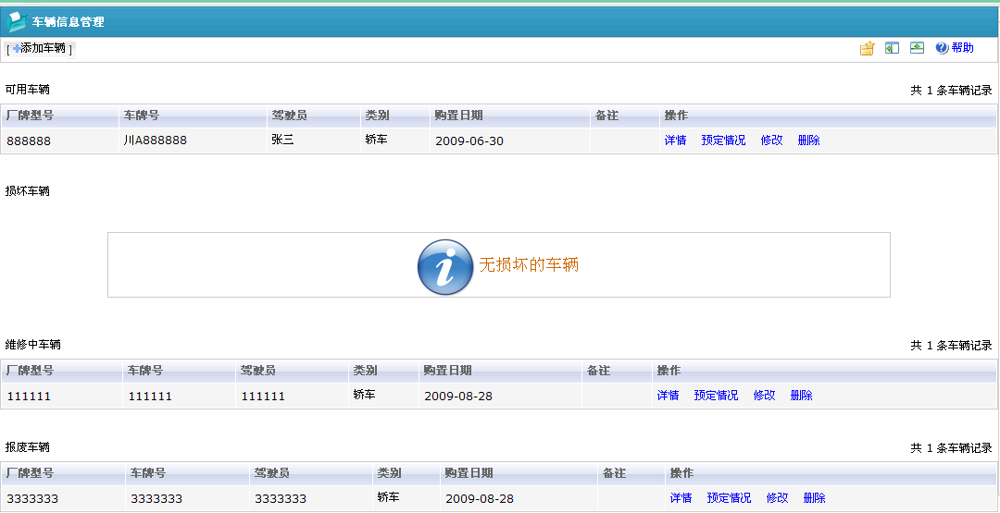 车辆信息管理
[ 添加车辆 ] 帮助
可用车辆 共 1 条车辆记录
厂牌型号 车牌号 驾驶员 类别 购置日期 备注 操作
888888 川A888888 张三 轿车 2009-06-30 详情 预定情况 修改 删除
损坏车辆
无损坏的车辆
维修中车辆 共 1 条车辆记录
厂牌型号 车牌号 驾驶员 类别 购置日期 备注 操作
111111 111111 111111 轿车 2009-08-28 详情 预定情况 修改 删除
报废车辆 共 1 条车辆记录
厂牌型号 车牌号 驾驶员 类别 购置日期 备注 操作
3333333 3333333 3333333 轿车 2009-08-28 详情 预定情况 修改 删除